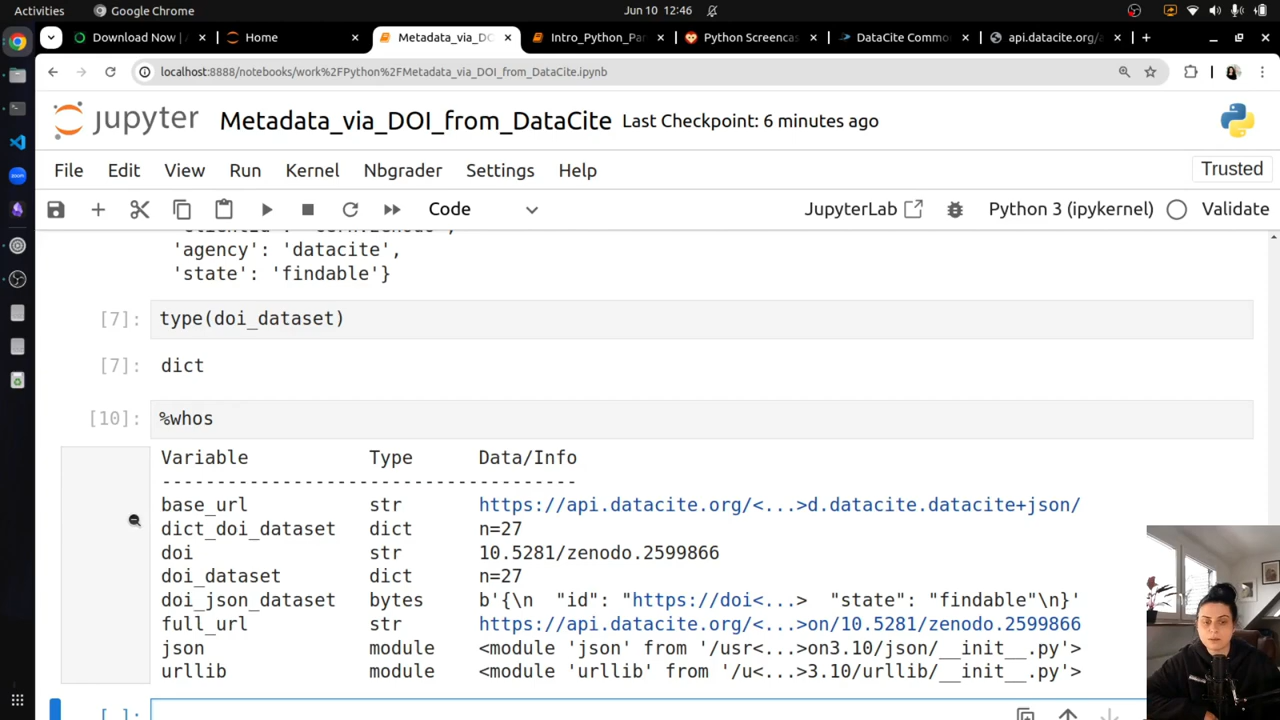 Activities Google Chrome Jun 10 12:46
Download Now | Home Metadata_via_DO Intro_Python_Par Python Screencas DataCite Commo api.datacite.org/a
localhost:8888/notebooks/work%2FPython%2FMetadata_via_DOI_from_DataCite.ipynb
jupyter Metadata_via_DOI_from_DataCite Last Checkpoint: 6 minutes ago
File Edit View Run Kernel Nbgrader Settings Help Trusted
Code JupyterLab Python 3 (ipykernel) Validate
'agency': 'datacite',
'state': 'findable'}
[7]: type(doi_dataset)
[7]: dict
[10]: %whos
Variable Type Data/Info
---------------------------------------
base_url str https://api.datacite.org/<...>d.datacite.datacite+json/
dict_doi_dataset dict n=27
doi str 10.5281/zenodo.2599866
doi_dataset dict n=27
doi_json_dataset bytes b'{\n "id": "https://doi<...> "state": "findable"\n}'
full_url str https://api.datacite.org/<...>on/10.5281/zenodo.2599866
json module <module 'json' from '/usr<...>on3.10/json/__init__.py'>
urllib module <module 'urllib' from '/u<...>3.10/urllib/__init__.py'>
[ ]: